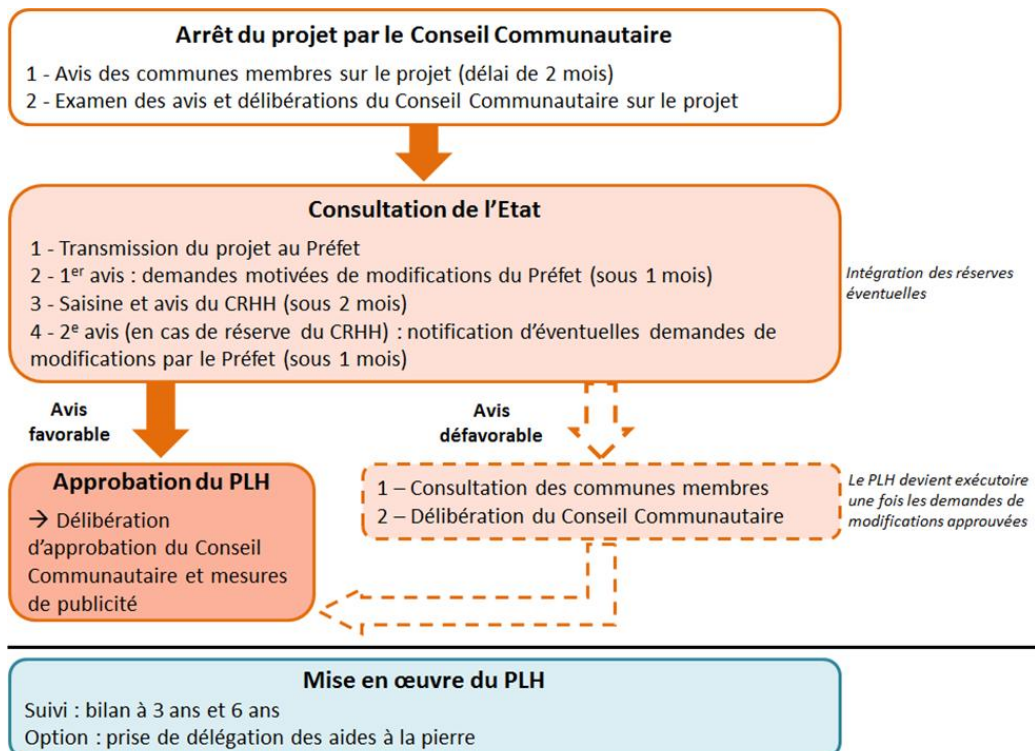 Arrêt du projet par le Conseil Communautaire
1 - Avis des communes membres sur le projet (délai de 2 mois)
2 - Examen des avis et délibérations du Conseil Communautaire sur le projet
Consultation de l’Etat
1 - Transmission du projet au Préfet
2 - 1er avis : demandes motivées de modifications du Préfet (sous 1 mois)
3 - Saisine et avis du CRHH (sous 2 mois)
4 - 2e avis (en cas de réserve du CRHH) : notification d’éventuelles demandes de
modifications par le Préfet (sous 1 mois)
Intégration des réserves
éventuelles
Avis
favorable
Avis
défavorable
Approbation du PLH
→ Délibération
d’approbation du Conseil
Communautaire et mesures
de publicité
1 – Consultation des communes membres
2 – Délibération du Conseil Communautaire
Le PLH devient exécutoire
une fois les demandes de
modifications approuvées
Mise en œuvre du PLH
Suivi : bilan à 3 ans et 6 ans
Option : prise de délégation des aides à la pierre